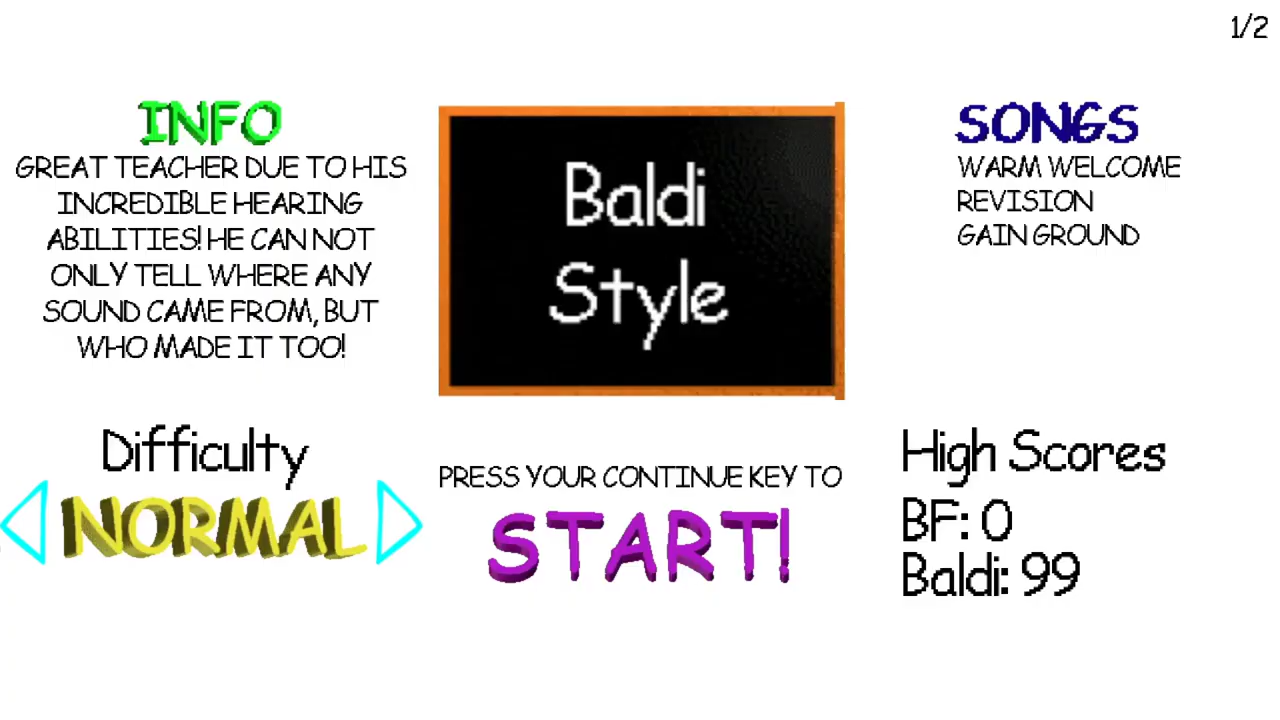 1/2
INFO
GREAT TEACHER DUE TO HIS
INCREDIBLE HEARING
ABILITIES! HE CAN NOT
ONLY TELL WHERE ANY
SOUND CAME FROM, BUT
WHO MADE IT TOO!
Baldi
Style
SONGS
WARM WELCOME
REVISION
GAIN GROUND
Difficulty
NORMAL
PRESS YOUR CONTINUE KEY TO
START!
High Scores
BF: 0
Baldi: 99